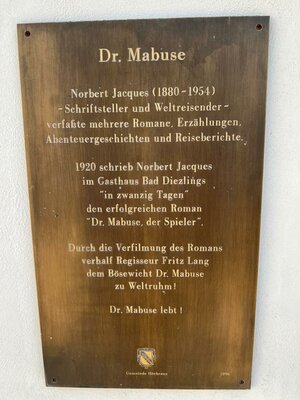 Dr. Mabuse
Norbert Jacques (1880-1954)
-Schriftsteller und Weltreisender-
verfaßte mehrere Romane, Erzählungen,
Abenteuergeschichten und Reiseberichte.
1920 schrieb Norbert Jacques
im Gasthaus Bad Diezlings
"in zwanzig Tagen"
den erfolgreichen Roman
"Dr. Mabuse, der Spieler".
Durch die Verfilmung des Romans
verhalf Regisseur Fritz Lang
dem Bösewicht Dr. Mabuse
zu Weltruhm!
Dr. Mabuse lebt!
Gemeinde Hörbranz